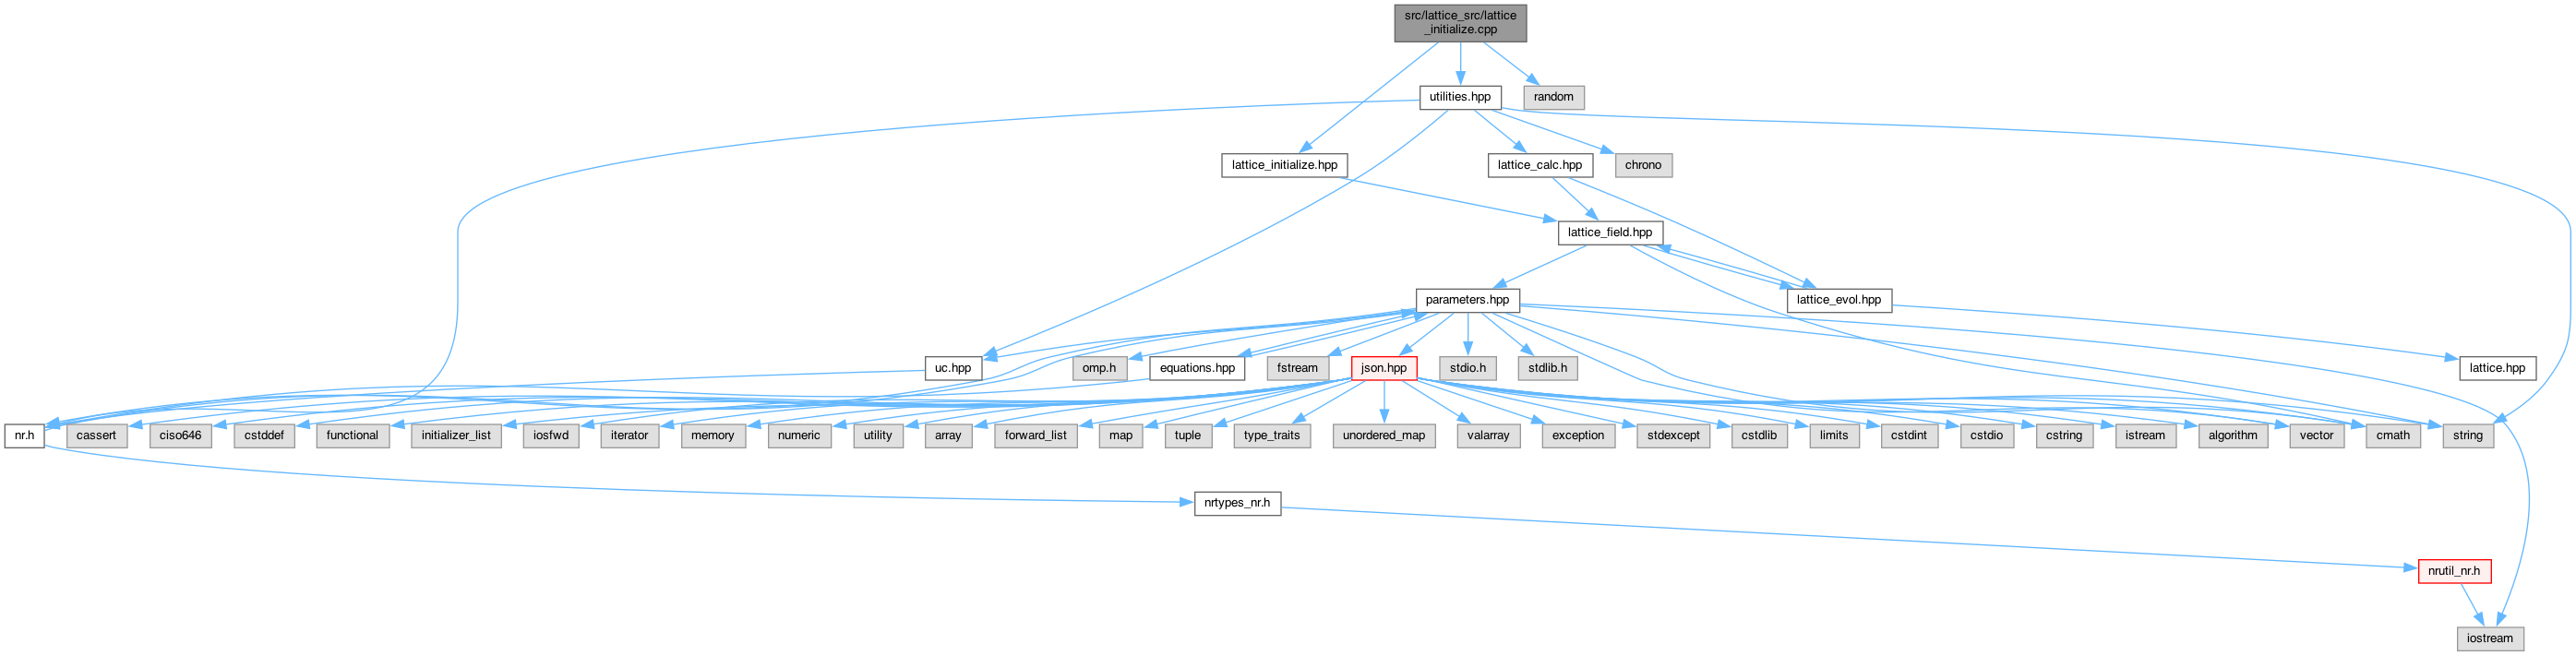 src/lattice_src/lattice
_initialize.cpp
utilities.hpp
random
lattice_initialize.hpp
lattice_calc.hpp
chrono
lattice_field.hpp
parameters.hpp
lattice_evol.hpp
uc.hpp
omp.h
equations.hpp
fstream
json.hpp
stdio.h
stdlib.h
lattice.hpp
nr.h
cassert
ciso646
cstddef
functional
initializer_list
iosfwd
iterator
memory
numeric
utility
array
forward_list
map
tuple
type_traits
unordered_map
valarray
exception
stdexcept
cstdlib
limits
cstdint
cstdio
cstring
istream
algorithm
vector
cmath
string
nrtypes_nr.h
nrutil_nr.h
iostream